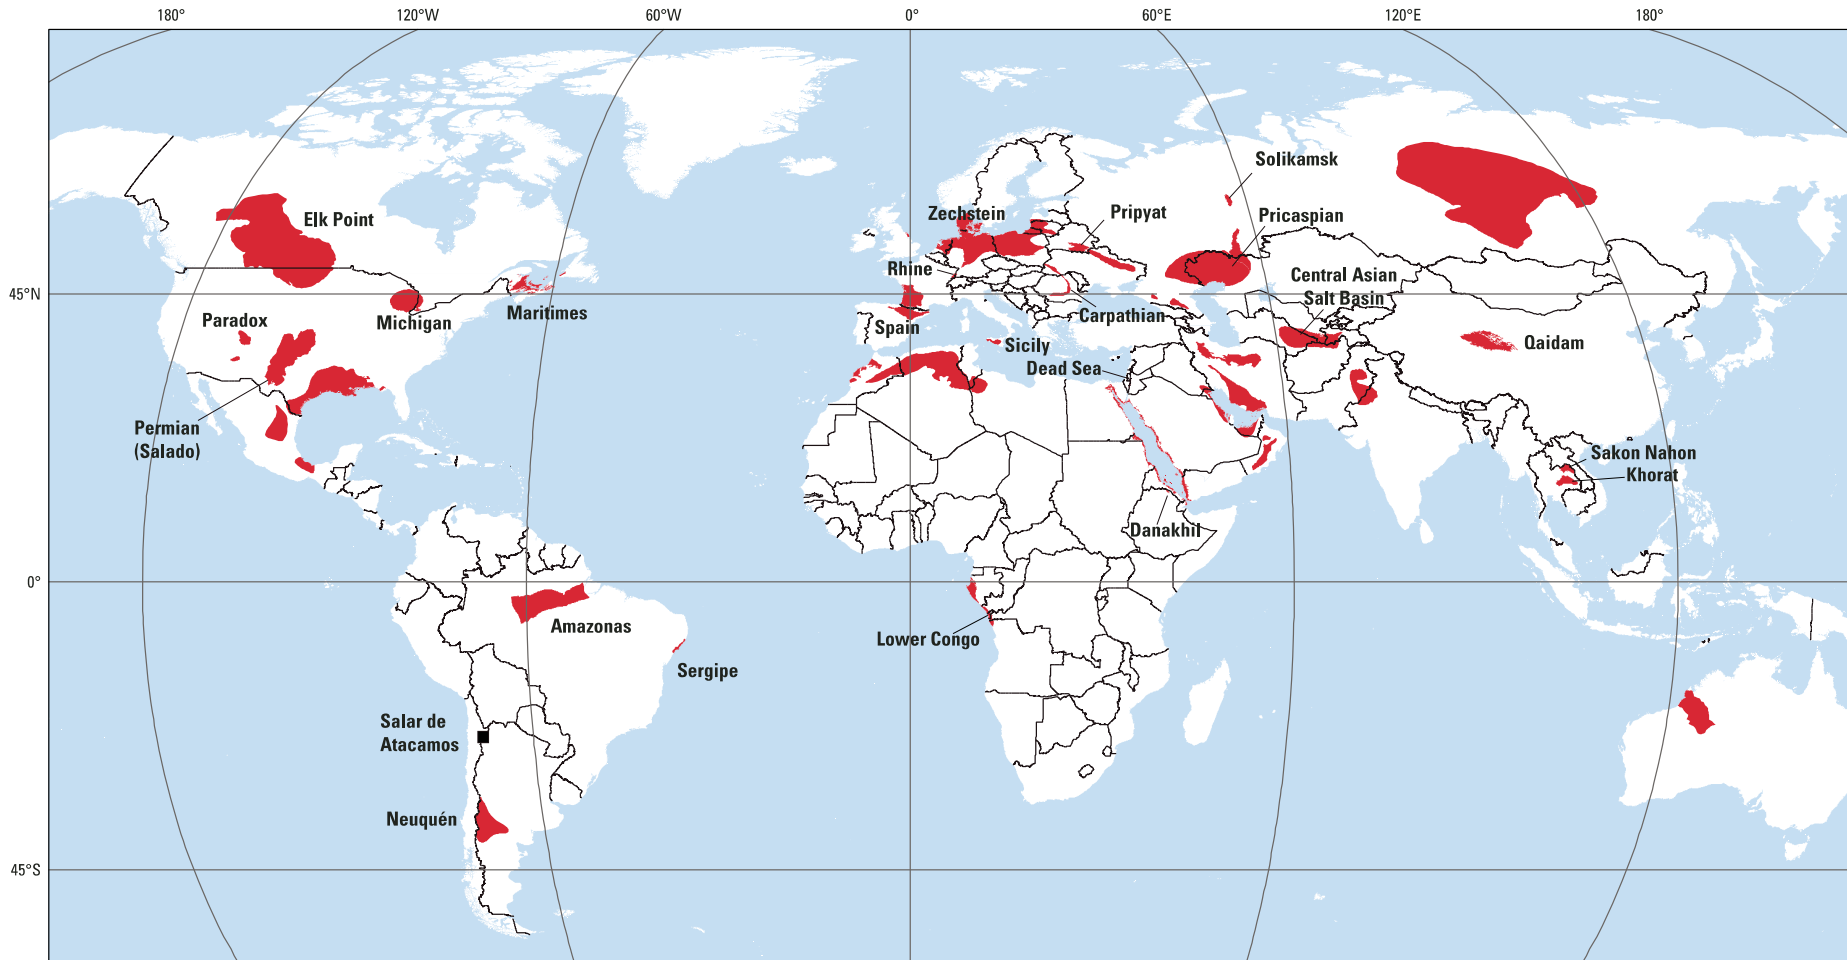 180°
120°W
60°W
0°
60°E
120°E
180°
Solikamsk
Elk Point
Zechstein
Pripyat
Pricaspian
Rhine
Central Asian
Salt Basin
45°N
Maritimes
Paradox
Michigan
Carpathian
Spain
Sicily
Qaidam
Dead Sea
Permian
(Salado)
Sakon Nahon
Khorat
Danakhil
0°
Amazonas
Lower Congo
Sergipe
Salar de
Atacamos
Neuquén
45°S